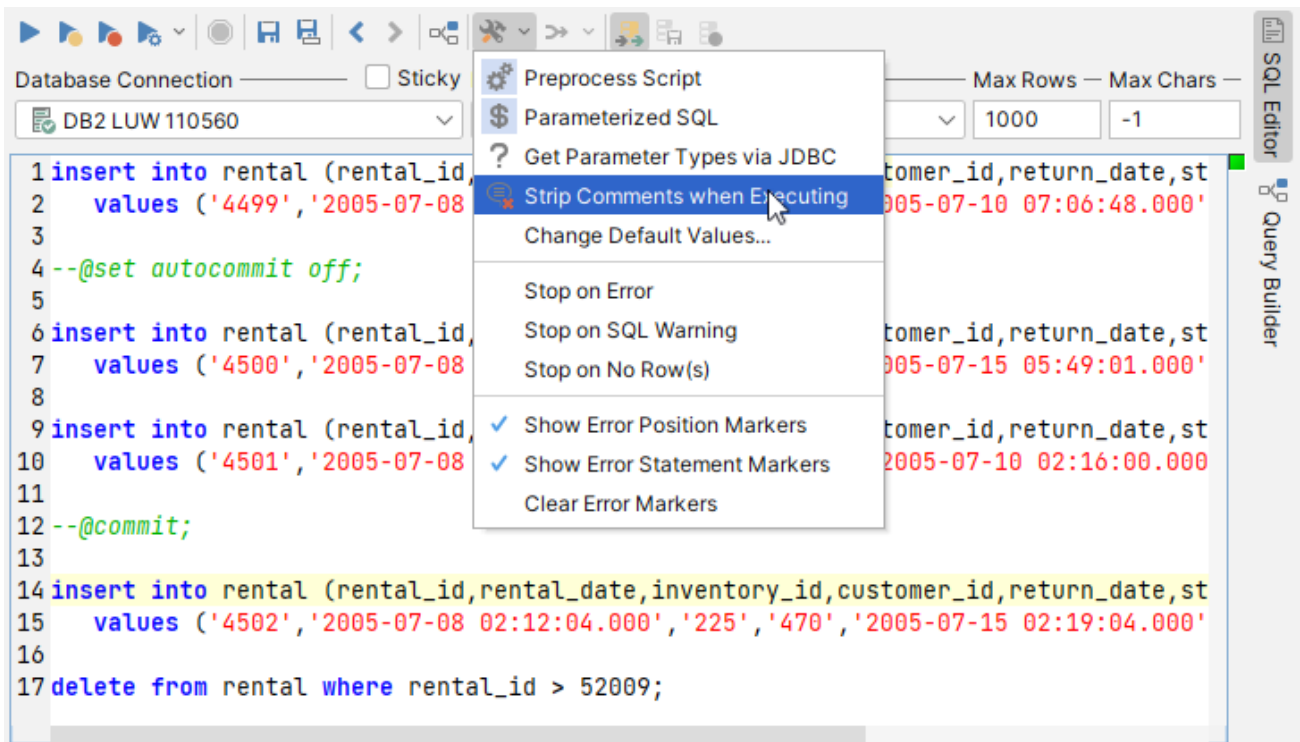 Database Connection
Sticky
Max Rows
Max Chars
DB2 LUW 110560
1000
-1
Preprocess Script
Parameterized SQL
Get Parameter Types via JDBC
Strip Comments when Executing
Change Default Values...
Stop on Error
Stop on SQL Warning
Stop on No Row(s)
Show Error Position Markers
Show Error Statement Markers
Clear Error Markers
1 insert into rental (rental_id, tomer_id,return_date,st
2 values ('4499','2005-07-08 005-07-10 07:06:48.000'
3
4 --@set autocommit off;
5
6 insert into rental (rental_id, tomer_id,return_date,st
7 values ('4500','2005-07-08 005-07-15 05:49:01.000'
8
9 insert into rental (rental_id, tomer_id,return_date,st
10 values ('4501','2005-07-08 2005-07-10 02:16:00.000
11
12 --@commit;
13
14 insert into rental (rental_id,rental_date,inventory_id,customer_id,return_date,st
15 values ('4502','2005-07-08 02:12:04.000','225','470','2005-07-15 02:19:04.000'
16
17 delete from rental where rental_id > 52009;
SQL Editor
Query Builder